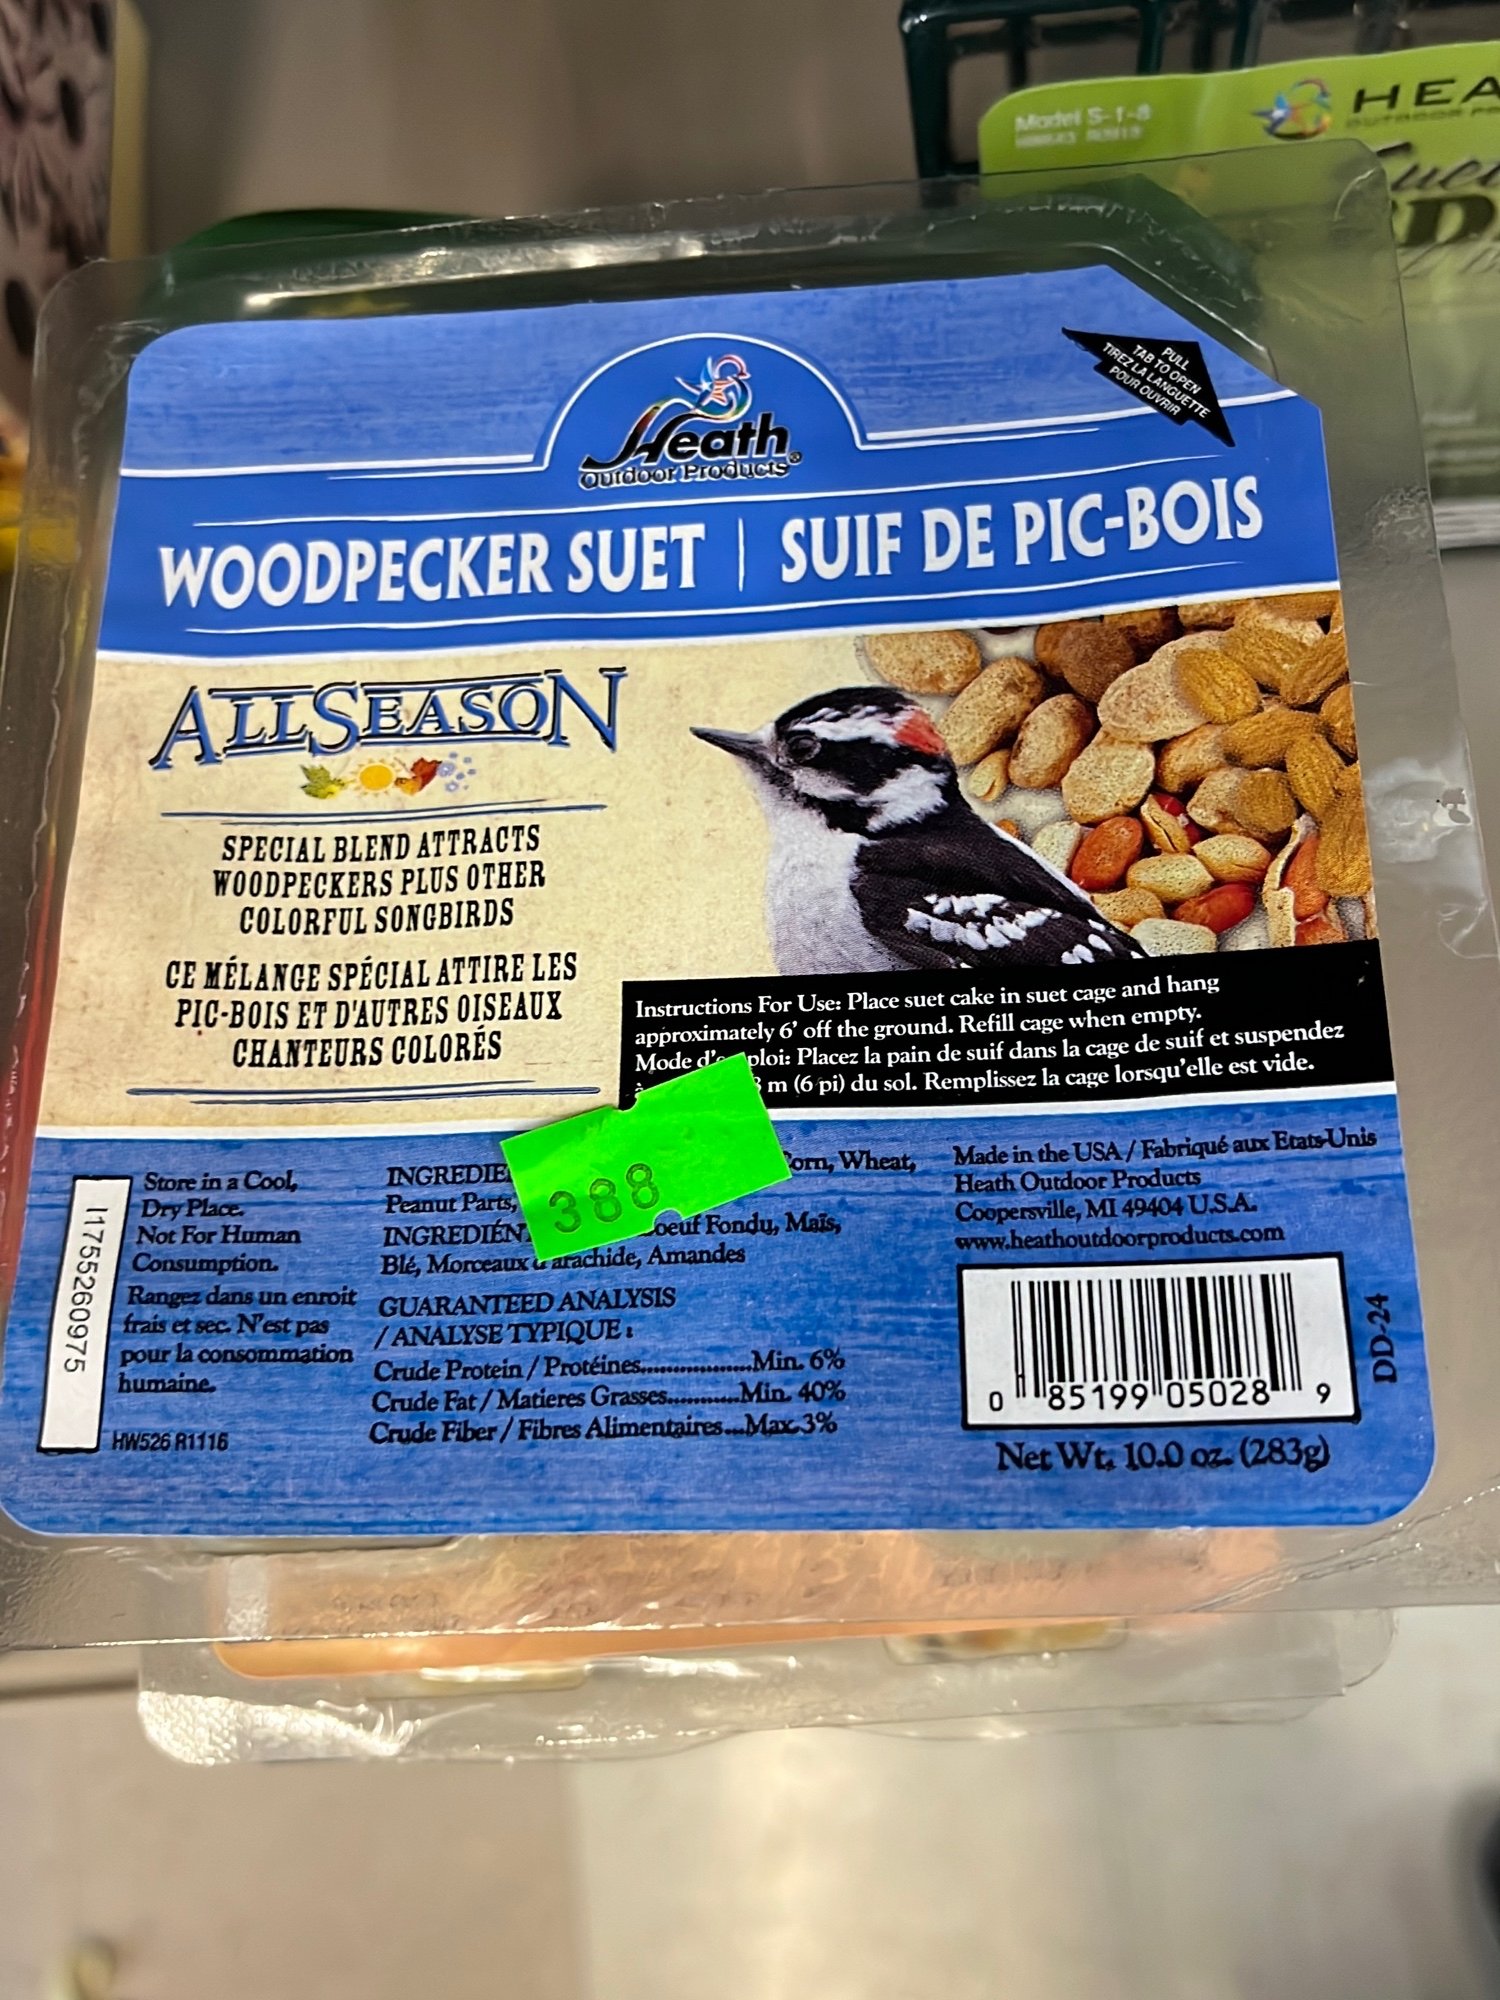 Model S-1-8
HEA
PULL
TAB TO OPEN
TIREZ LA LANGUETTE
POUR OUVRIR
Heath®
Outdoor Products
WOODPECKER SUET | SUIF DE PIC-BOIS
ALLSEASON
SPECIAL BLEND ATTRACTS
WOODPECKERS PLUS OTHER
COLORFUL SONGBIRDS
CE MÉLANGE SPÉCIAL ATTIRE LES
PIC-BOIS ET D'AUTRES OISEAUX
CHANTEURS COLORÉS
Instructions For Use: Place suet cake in suet cage and hang
approximately 6' off the ground. Refill cage when empty.
Mode d' ploi: Placez la pain de suif dans la cage de suif et suspendez
m (6 pi) du sol. Remplissez la cage lorsqu'elle est vide.
388
I1755260975
Store in a Cool,
Dry Place.
Not For Human
Consumption.
Rangez dans un enroit
frais et sec. N'est pas
pour la consommation
humaine.
HW526 R1116
INGREDIE Corn, Wheat,
Peanut Parts,
INGRÉDIEN oeuf Fondu, Maïs,
Blé, Morceaux d'arachide, Amandes
GUARANTEED ANALYSIS
/ ANALYSE TYPIQUE:
Crude Protein / Protéines..................Min. 6%
Crude Fat / Matieres Grasses............Min. 40%
Crude Fiber / Fibres Alimentaires....Max.3%
Made in the USA / Fabriqué aux Etats-Unis
Heath Outdoor Products
Coopersville, MI 49404 U.S.A.
www.heathoutdoorproducts.com
0 85199 05028 9
DD-24
Net Wt. 10.0 oz. (283g)